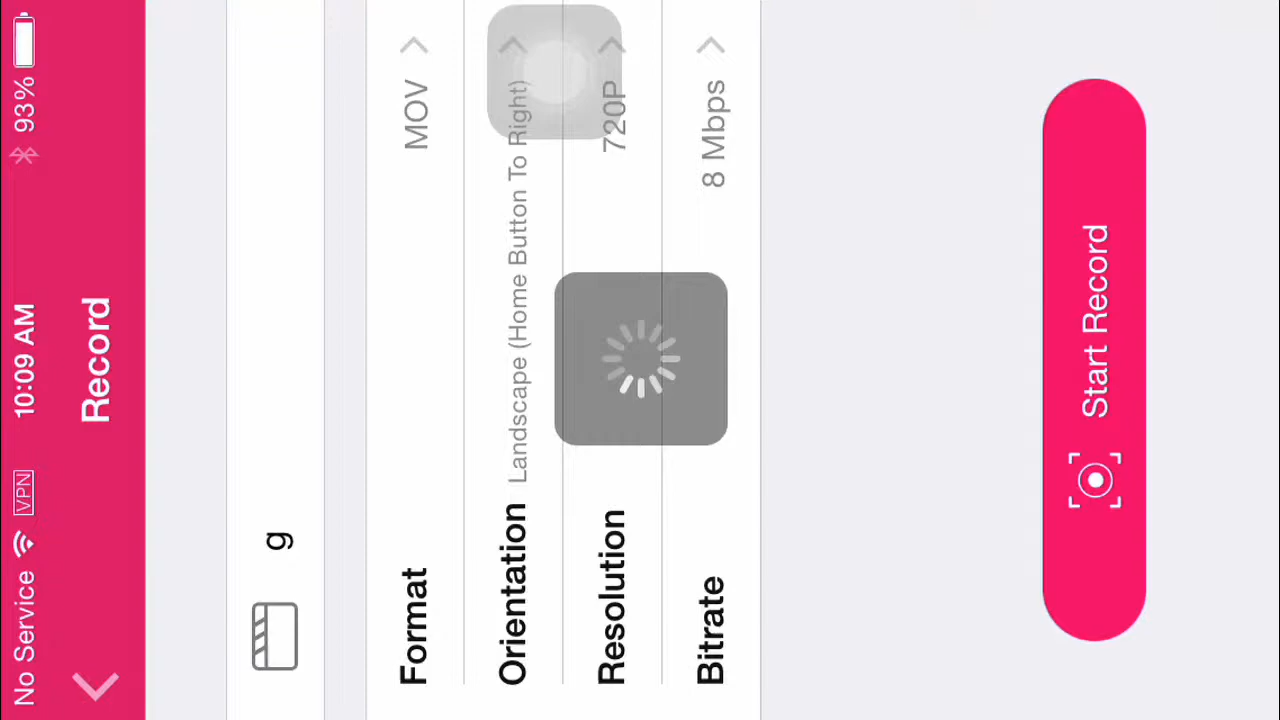 No Service VPN 10:09 AM 93%
Record
g
Format MOV
Orientation Landscape (Home Button To Right)
Resolution 720P
Bitrate 8 Mbps
Start Record